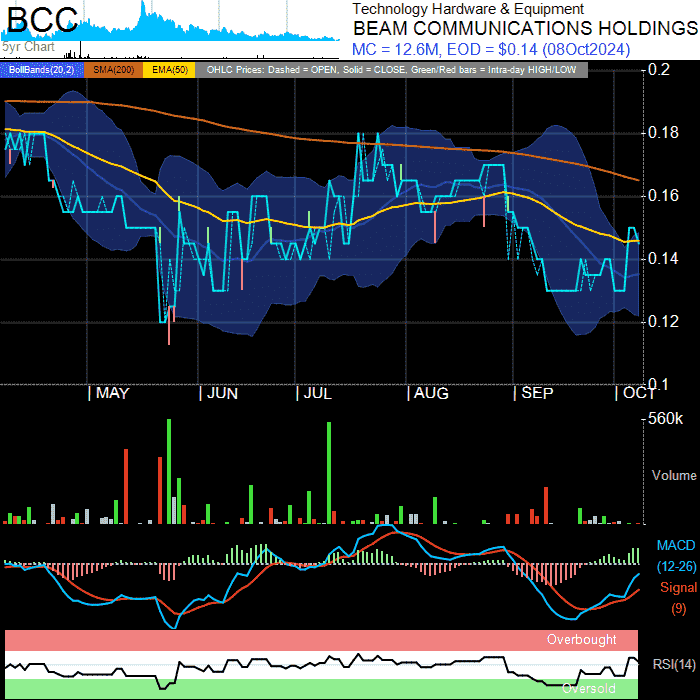 BCC
5yr Chart
Technology Hardware & Equipment
BEAM COMMUNICATIONS HOLDINGS
MC = 12.6M, EOD = $0.14 (08Oct2024)
BollBands(20,2) SMA(200) EMA(50) OHLC Prices: Dashed = OPEN, Solid = CLOSE, Green/Red bars = Intra-day HIGH/LOW
0.2
0.18
0.16
0.14
0.12
0.1
| MAY | JUN | JUL | AUG | SEP | OCT
560k
Volume
MACD
(12-26)
Signal
(9)
Overbought
RSI(14)
Oversold